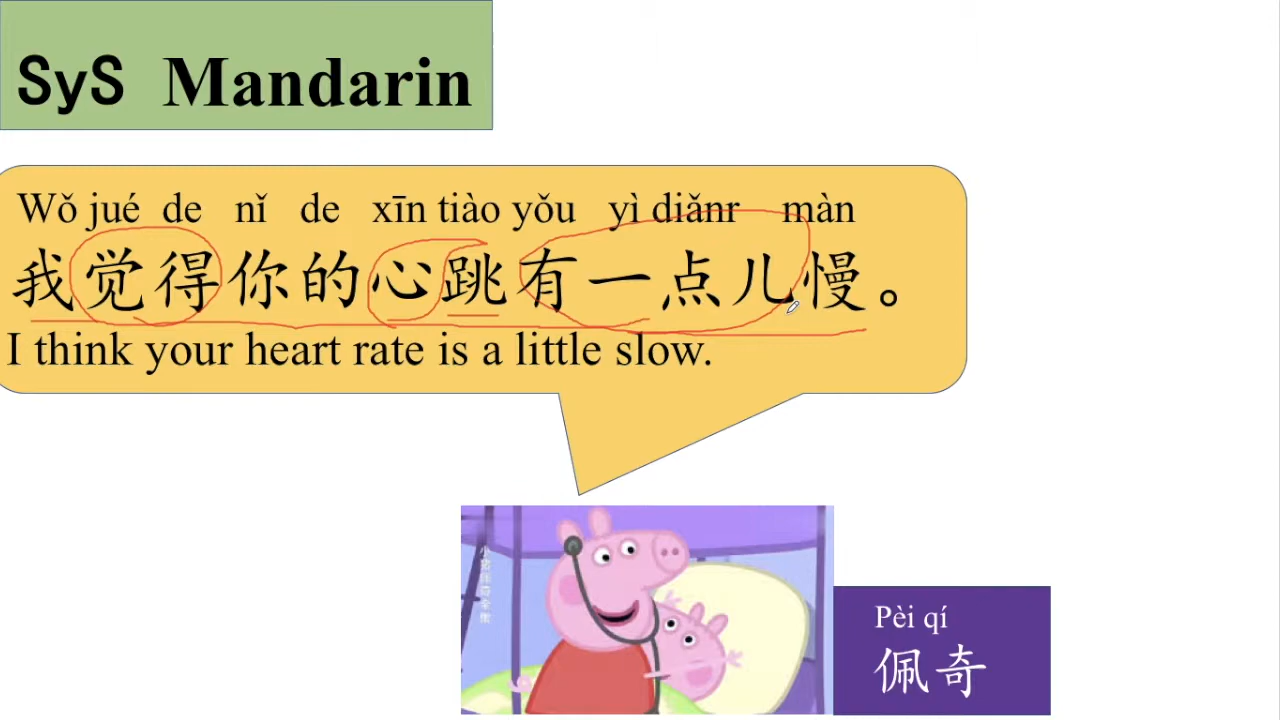 SyS Mandarin
Wǒ jué de nǐ de xīn tiào yǒu yì diǎnr màn
我觉得你的心跳有一点儿慢。
I think your heart rate is a little slow.
Pèi qí
佩奇